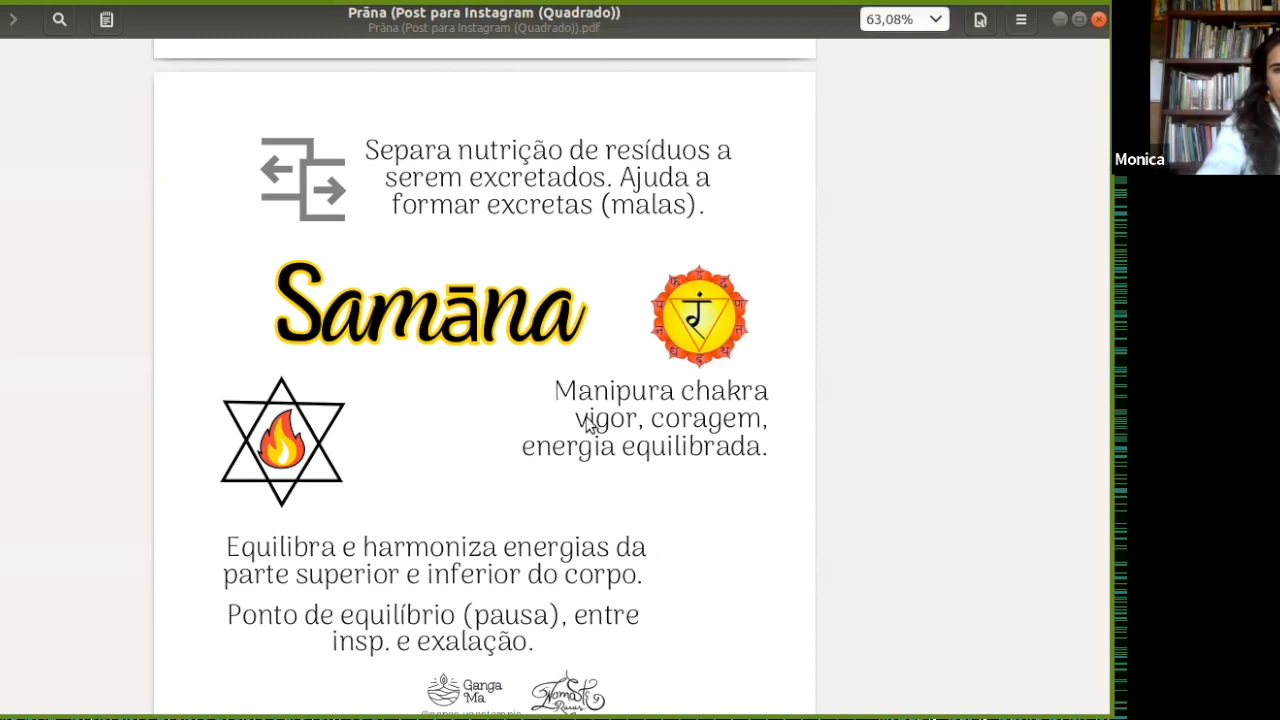 Prāna (Post para Instagram (Quadrado))
Prāna (Post para Instagram (Quadrado)).pdf
63,08%
Monica
Separa nutrição de resíduos a
serem excretados. Ajuda a
formar excretas (malas).
Samāna
Manipura chakra
vigor, coragem,
energia equilibrada.
Equilibra e harmoniza energias da
parte superior e inferior do corpo.
Ponto de equilíbrio (pausa), entre
insp. e exalação.
Ganga
Ma